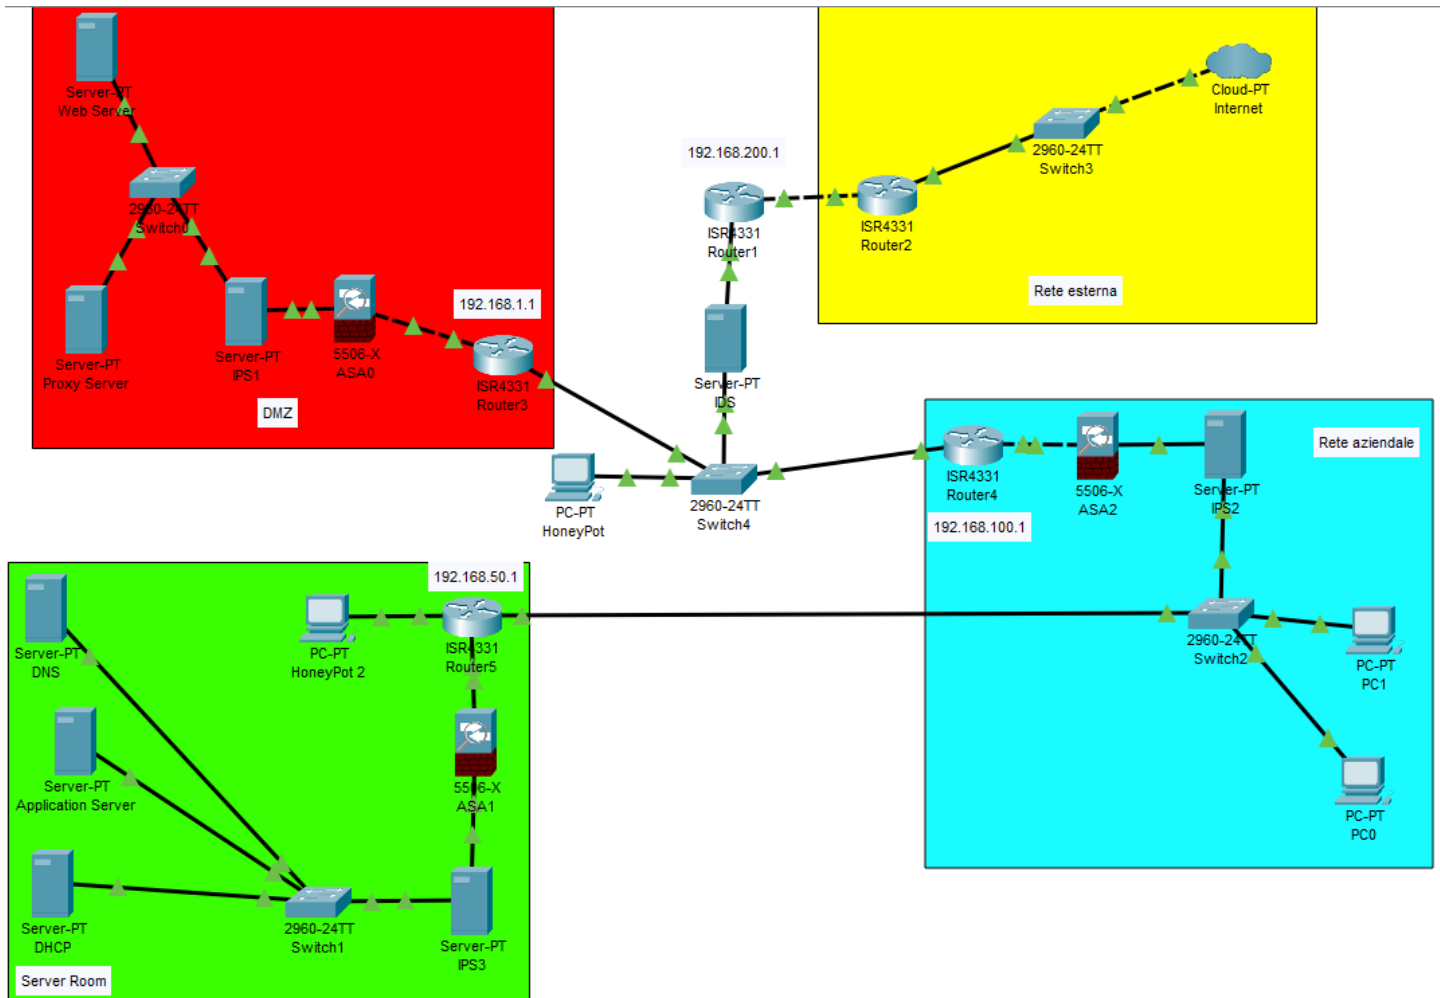 Server-PT
Web Server
2960-24TT
Switch0
Server-PT
Proxy Server
Server-PT
IPS1
5506-X
ASA0
192.168.1.1
ISR4331
Router3
DMZ
192.168.200.1
ISR4331
Router1
ISR4331
Router2
2960-24TT
Switch3
Cloud-PT
Internet
Rete esterna
Server-PT
IDS
PC-PT
HoneyPot
2960-24TT
Switch4
ISR4331
Router4
192.168.100.1
5506-X
ASA2
Server-PT
IPS2
Rete aziendale
2960-24TT
Switch2
PC-PT
PC1
PC-PT
PC0
Server-PT
DNS
PC-PT
HoneyPot 2
192.168.50.1
ISR4331
Router5
Server-PT
Application Server
5506-X
ASA1
Server-PT
DHCP
2960-24TT
Switch1
Server-PT
IPS3
Server Room